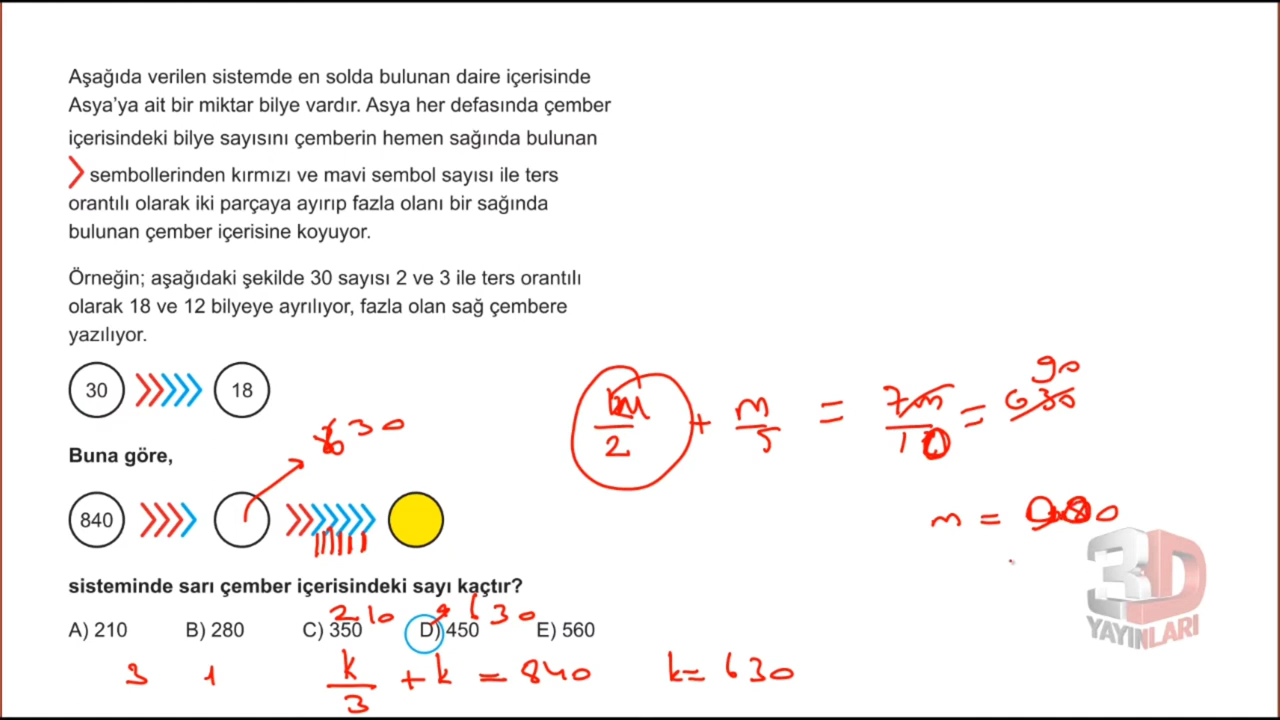 Aşağıda verilen sistemde en solda bulunan daire içerisinde
Asya'ya ait bir miktar bilye vardır. Asya her defasında çember
içerisindeki bilye sayısını çemberin hemen sağında bulunan
sembollerinden kırmızı ve mavi sembol sayısı ile ters
orantılı olarak iki parçaya ayırıp fazla olanı bir sağında
bulunan çember içerisine koyuyor.
Örneğin; aşağıdaki şekilde 30 sayısı 2 ve 3 ile ters orantılı
olarak 18 ve 12 bilyeye ayrılıyor, fazla olan sağ çembere
yazılıyor.
30 18
Buna göre,
630
840
sisteminde sarı çember içerisindeki sayı kaçtır?
210 630
A) 210 B) 280 C) 350 D) 450 E) 560
3 1 k/3 + k = 840 k= 630
90
m/2 + m/5 = 7m/10 = 630
m =
3D
YAYINLARI